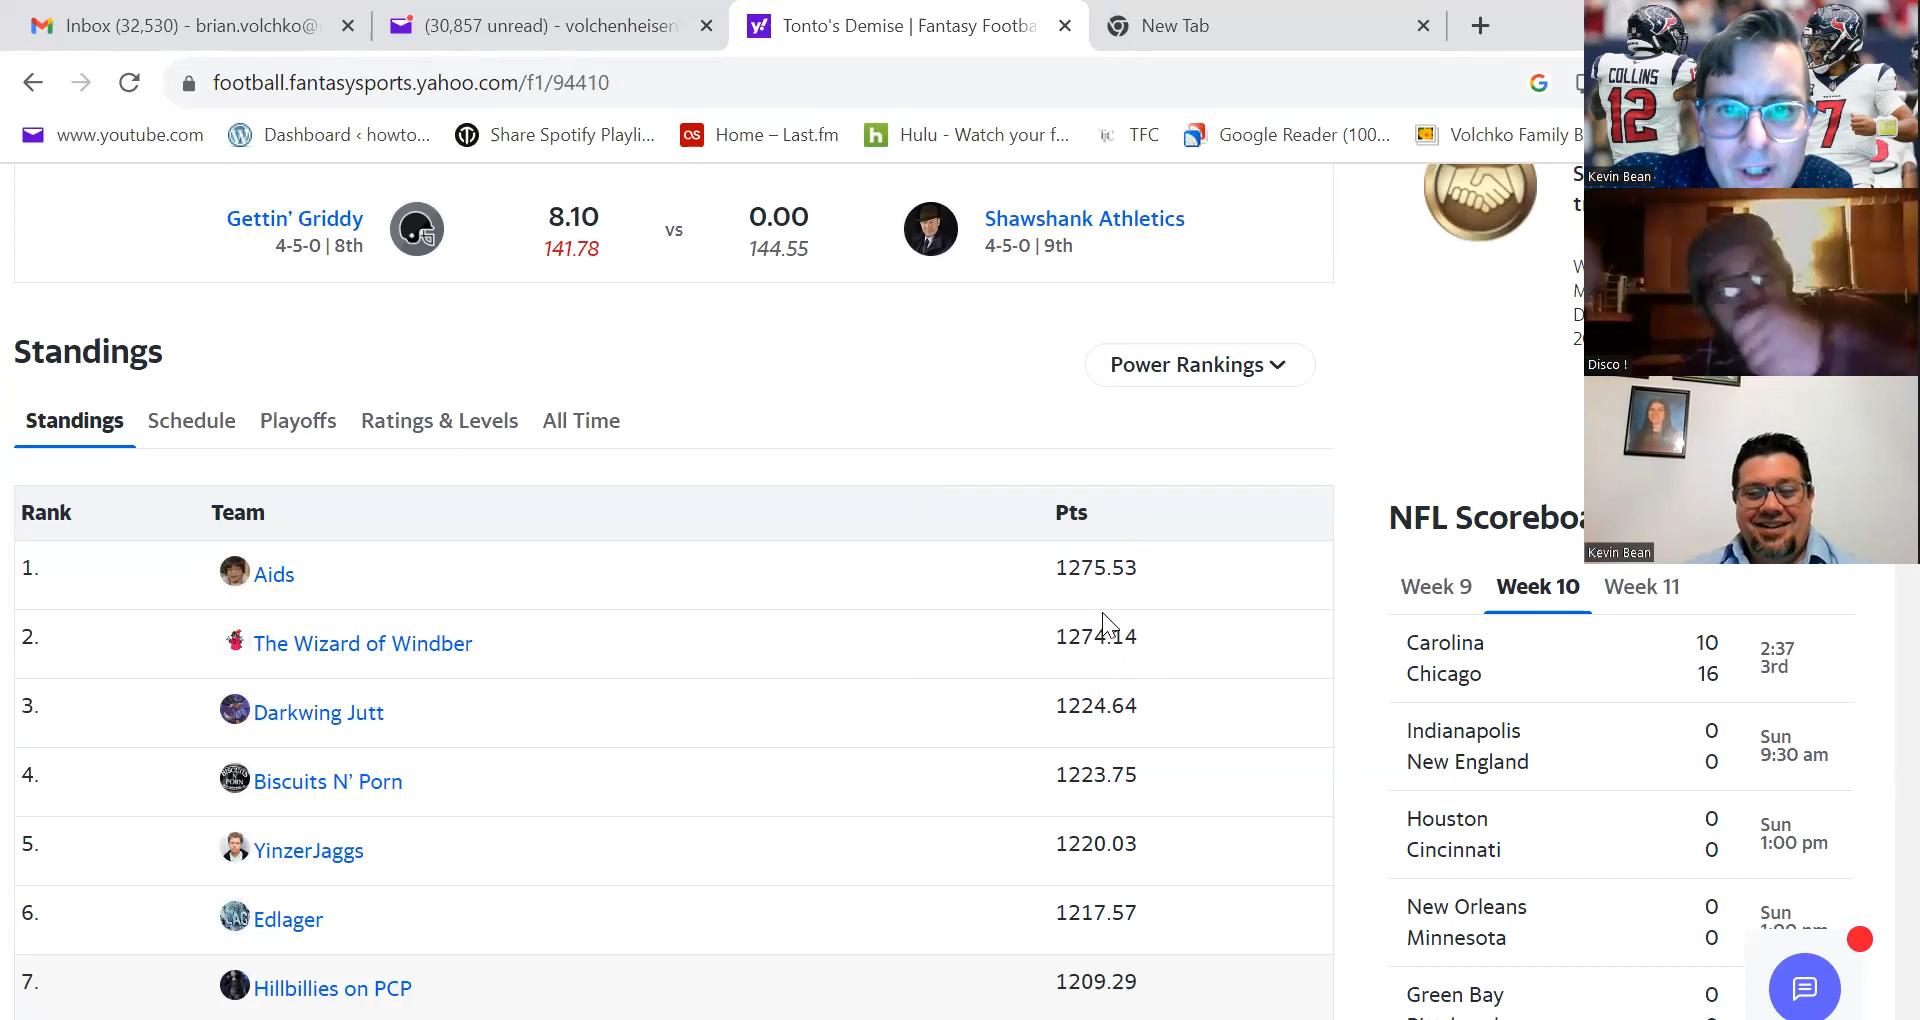 Inbox (32,530) - brian.volchko@
(30,857 unread) - volchenheiser
Tonto's Demise | Fantasy Footba
New Tab
football.fantasysports.yahoo.com/f1/94410
www.youtube.com
Dashboard ‹ howto...
Share Spotify Playli...
Home – Last.fm
Hulu - Watch your f...
TFC
Google Reader (100...
Volchko Family B
COLLINS
12
7
Kevin Bean
Gettin' Griddy
4-5-0 | 8th
8.10
141.78
vs
0.00
144.55
Shawshank Athletics
4-5-0 | 9th
Disco !
Standings
Power Rankings
Standings Schedule Playoffs Ratings & Levels All Time
Kevin Bean
Rank Team Pts
1. Aids 1275.53
2. The Wizard of Windber 1274.14
3. Darkwing Jutt 1224.64
4. Biscuits N' Porn 1223.75
5. YinzerJaggs 1220.03
6. Edlager 1217.57
7. Hillbillies on PCP 1209.29
NFL Scoreboa
Week 9 Week 10 Week 11
Carolina 10
Chicago 16
2:37
3rd
Indianapolis 0
New England 0
Sun
9:30 am
Houston 0
Cincinnati 0
Sun
1:00 pm
New Orleans 0
Minnesota 0
Sun
Green Bay 0